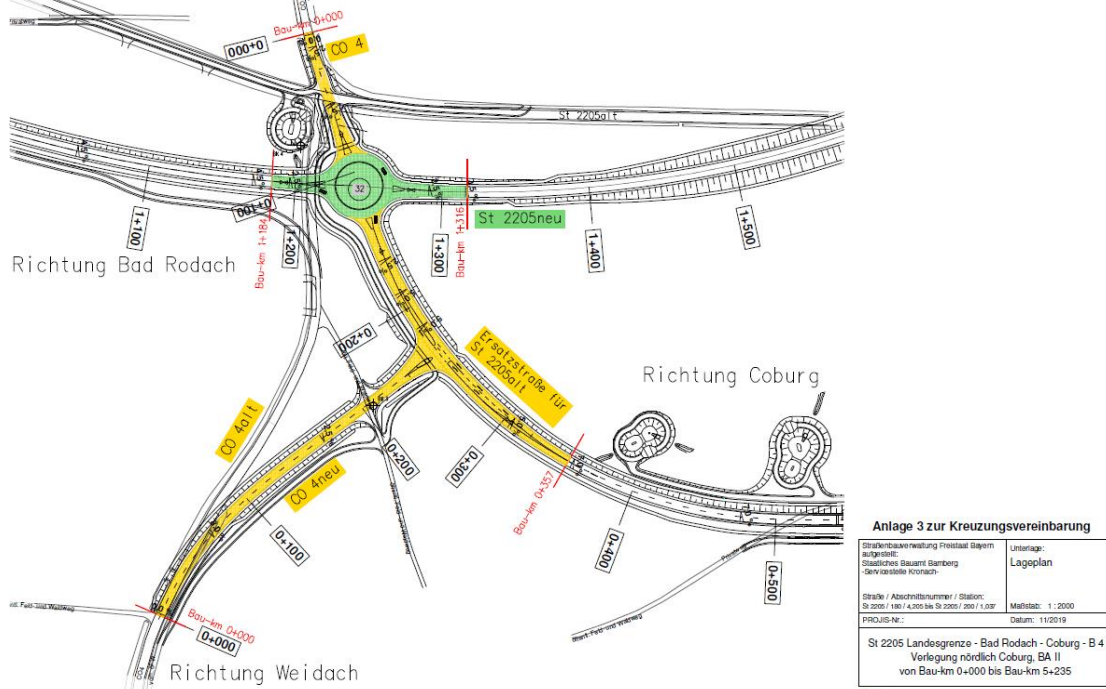 Bau-km 0+000
0+000
CO 4
St 2205alt
32
0+100
1+100
1+200
Bau-km 1+184
1+300
Bau-km 1+316
St 2205neu
1+400
1+500
Richtung Bad Rodach
0+200
Ersatzstraße für
St 2205alt
Richtung Coburg
CO 4alt
0+200
0+300
CO 4neu
Bau-km 0+357
0+100
0+400
0+500
Bau-km 0+000
0+000
Richtung Weidach
Anlage 3 zur Kreuzungsvereinbarung
Straßenbauverwaltung Freistaat Bayern
aufgestellt:
Staatliches Bauamt Bamberg
-Servicestelle Kronach-
Unterlage:
Lageplan
Straße / Abschnittsnummer / Station:
St 2205 / 180 / 4,205 bis St 2205 / 200 / 1,037
Maßstab: 1 : 2000
PROJIS-Nr.:
Datum: 11/2019
St 2205 Landesgrenze - Bad Rodach - Coburg - B 4
Verlegung nördlich Coburg, BA II
von Bau-km 0+000 bis Bau-km 5+235